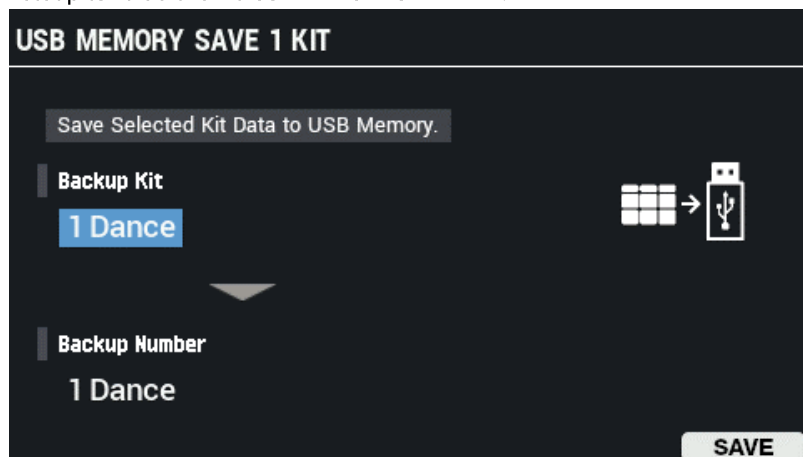 USB MEMORY SAVE 1 KIT
Save Selected Kit Data to USB Memory.
Backup Kit
1 Dance
Backup Number
1 Dance
SAVE